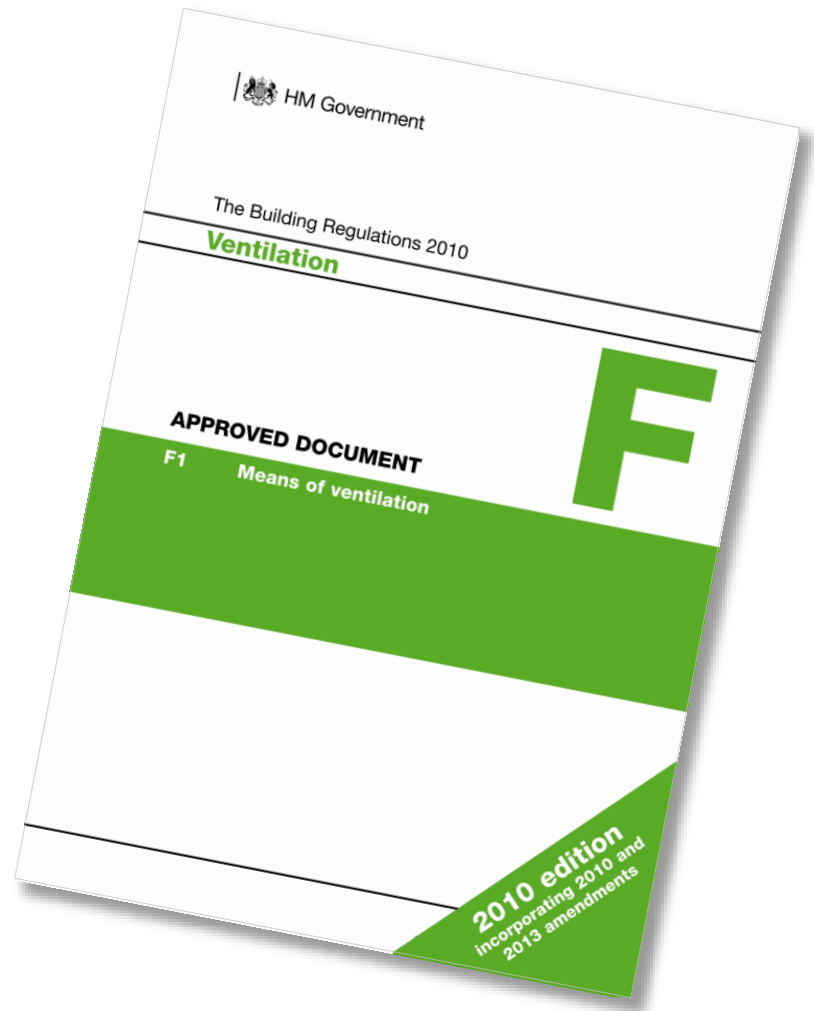 HM Government
The Building Regulations 2010
Ventilation
F
APPROVED DOCUMENT
F1 Means of ventilation
2010 edition
incorporating 2010 and
2013 amendments